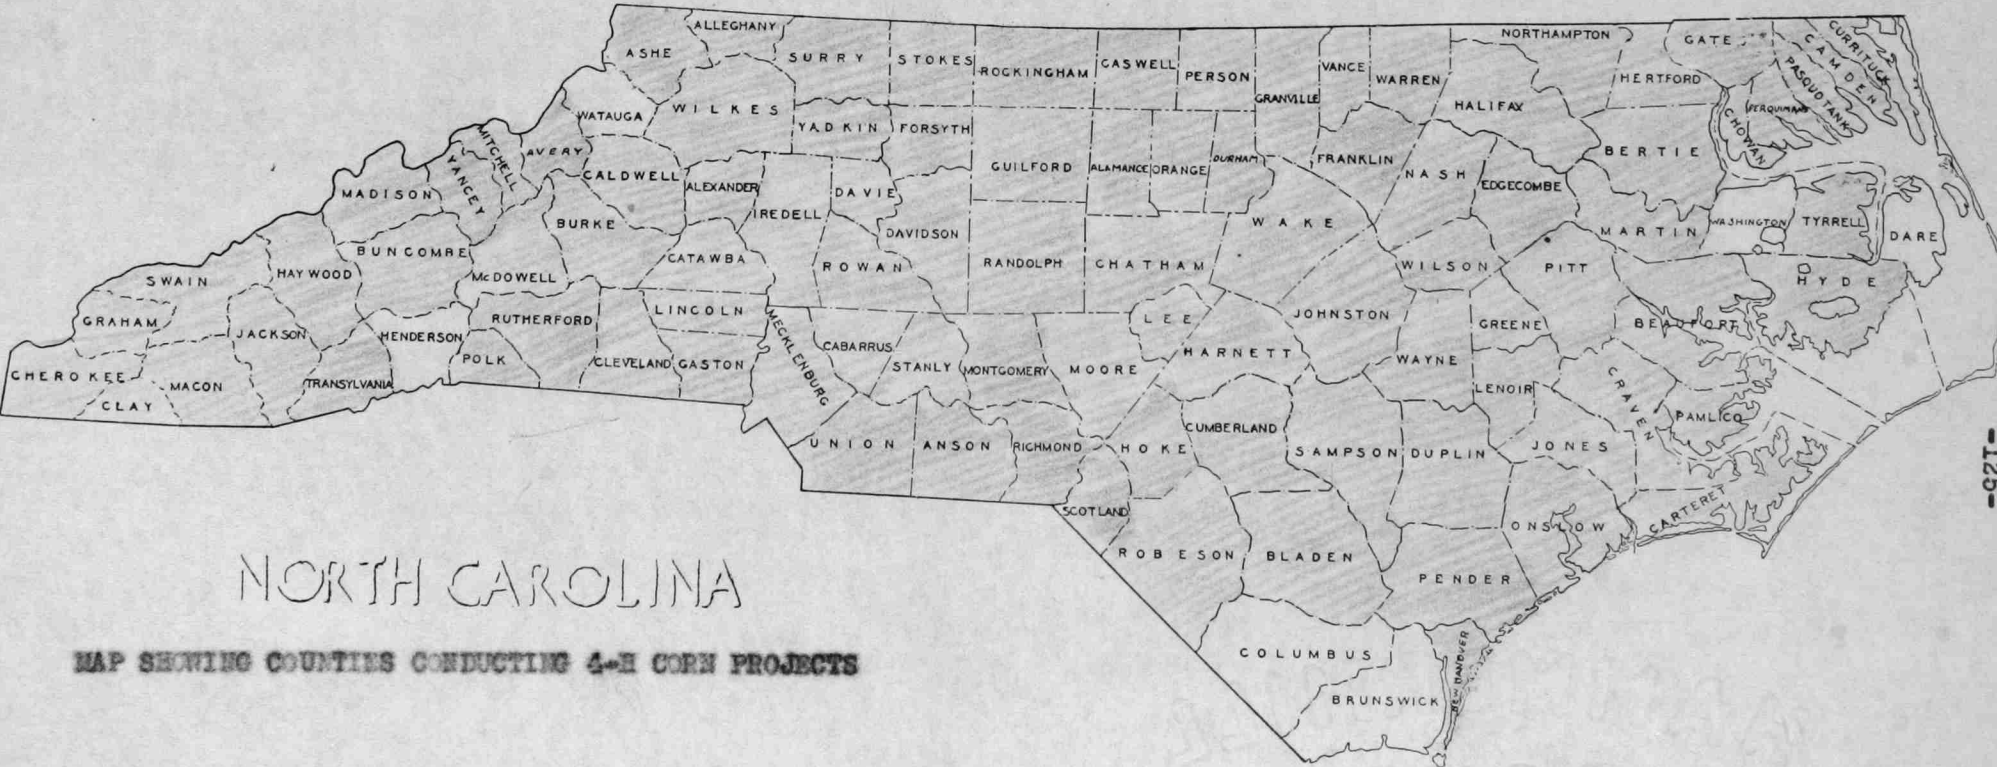 ALLEGHANY
ASHE
SURRY
STOKES
ROCKINGHAM
CASWELL
PERSON
GRANVILLE
VANCE
WARREN
NORTHAMPTON
GATES
HERTFORD
CURRITUCK
CAMDEN
PASQUOTANK
PERQUIMANS
CHOWAN
WATAUGA
WILKES
YADKIN
FORSYTH
HALIFAX
BERTIE
MITCHELL
AVERY
YANCEY
CALDWELL
ALEXANDER
IREDELL
DAVIE
GUILFORD
ALAMANCE
ORANGE
DURHAM
FRANKLIN
NASH
EDGECOMBE
MADISON
BURKE
DAVIDSON
WAKE
MARTIN
WASHINGTON
TYRRELL
DARE
BUNCOMBE
HAYWOOD
SWAIN
McDOWELL
CATAWBA
ROWAN
RANDOLPH
CHATHAM
WILSON
PITT
HYDE
GRAHAM
JACKSON
HENDERSON
RUTHERFORD
LINCOLN
MECKLENBURG
LEE
JOHNSTON
GREENE
BEAUFORT
CHEROKEE
MACON
CLAY
TRANSYLVANIA
POLK
CLEVELAND
GASTON
CABARRUS
STANLY
MONTGOMERY
MOORE
HARNETT
WAYNE
LENOIR
CRAVEN
PAMLICO
UNION
ANSON
RICHMOND
HOKE
CUMBERLAND
SAMPSON
DUPLIN
JONES
SCOTLAND
ONSLOW
CARTERET
ROBESON
BLADEN
PENDER
COLUMBUS
BRUNSWICK
NEW HANOVER
NORTH CAROLINA
MAP SHOWING COUNTIES CONDUCTING 4-H CORN PROJECTS
-125-